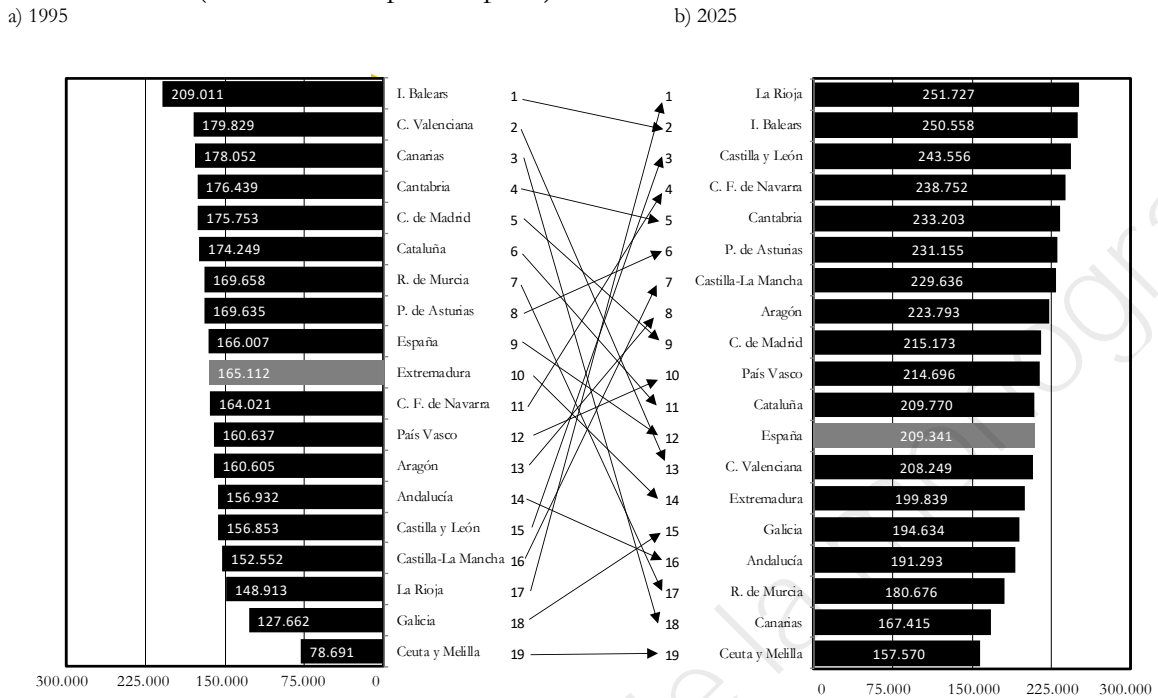 a) 1995
b) 2025
209.011 I. Balears 1 1 La Rioja 251.727
179.829 C. Valenciana 2 2 I. Balears 250.558
178.052 Canarias 3 3 Castilla y León 243.556
176.439 Cantabria 4 4 C. F. de Navarra 238.752
175.753 C. de Madrid 5 5 Cantabria 233.203
174.249 Cataluña 6 6 P. de Asturias 231.155
169.658 R. de Murcia 7 7 Castilla-La Mancha 229.636
169.635 P. de Asturias 8 8 Aragón 223.793
166.007 España 9 9 C. de Madrid 215.173
165.112 Extremadura 10 10 País Vasco 214.696
164.021 C. F. de Navarra 11 11 Cataluña 209.770
160.637 País Vasco 12 12 España 209.341
160.605 Aragón 13 13 C. Valenciana 208.249
156.932 Andalucía 14 14 Extremadura 199.839
156.853 Castilla y León 15 15 Galicia 194.634
152.552 Castilla-La Mancha 16 16 Andalucía 191.293
148.913 La Rioja 17 17 R. de Murcia 180.676
127.662 Galicia 18 18 Canarias 167.415
78.691 Ceuta y Melilla 19 19 Ceuta y Melilla 157.570
300.000 225.000 150.000 75.000 0 0 75.000 150.000 225.000 300.000